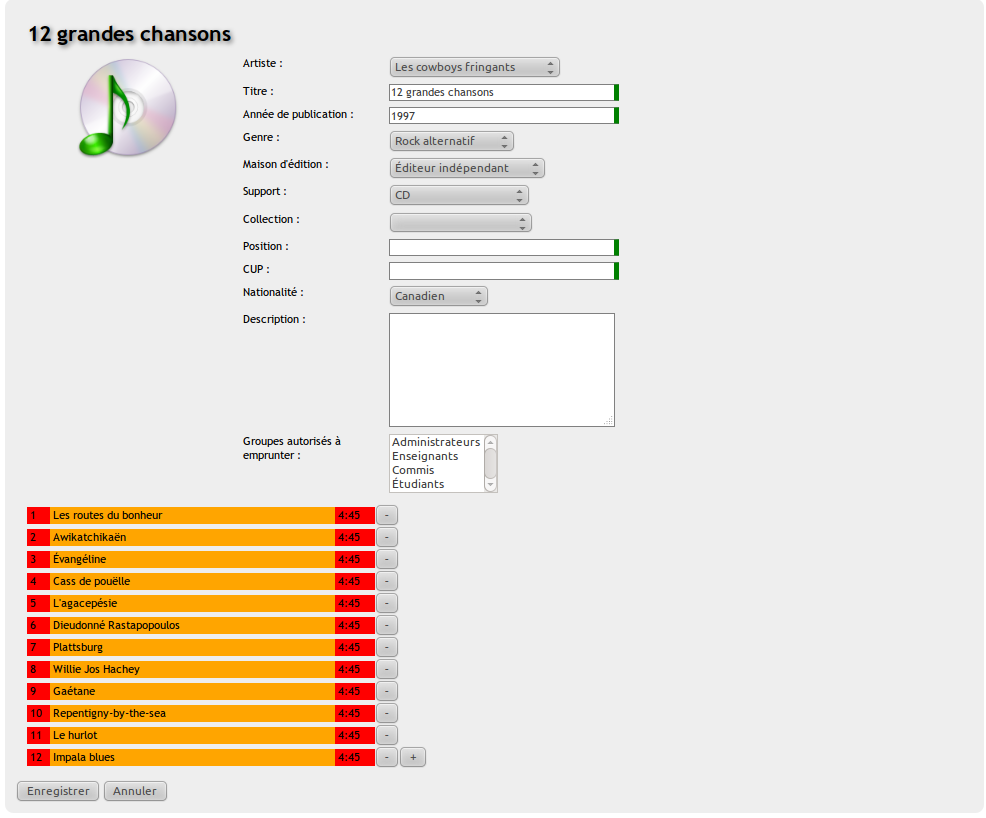 12 grandes chansons
Artiste : Les cowboys fringants
Titre : 12 grandes chansons
Année de publication : 1997
Genre : Rock alternatif
Maison d'édition : Éditeur indépendant
Support : CD
Collection :
Position :
CUP :
Nationalité : Canadien
Description :
Groupes autorisés à
emprunter :
Administrateurs
Enseignants
Commis
Étudiants
1 Les routes du bonheur 4:45 -
2 Awikatchikaën 4:45 -
3 Évangéline 4:45 -
4 Cass de pouëlle 4:45 -
5 L'agacepésie 4:45 -
6 Dieudonné Rastapopoulos 4:45 -
7 Plattsburg 4:45 -
8 Willie Jos Hachey 4:45 -
9 Gaétane 4:45 -
10 Repentigny-by-the-sea 4:45 -
11 Le hurlot 4:45 -
12 Impala blues 4:45 - +
Enregistrer Annuler